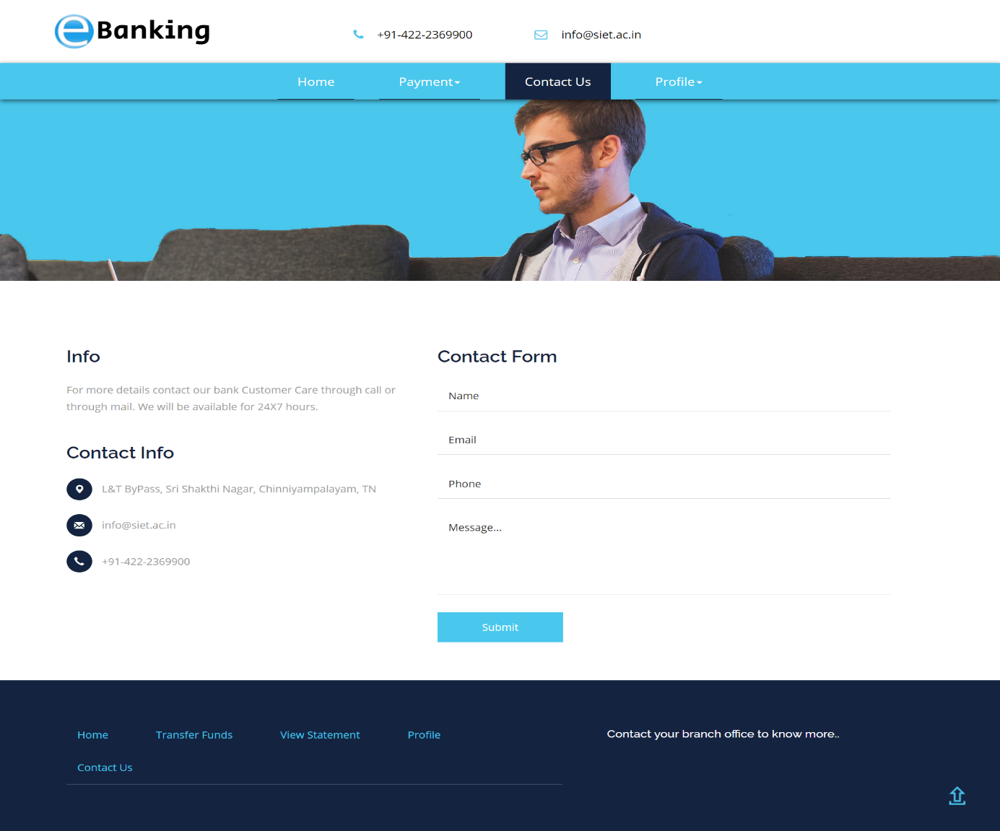 eBanking
+91-422-2369900
info@siet.ac.in
Home
Payment
Contact Us
Profile
Info
For more details contact our bank Customer Care through call or
through mail. We will be available for 24X7 hours.
Contact Info
L&T ByPass, Sri Shakthi Nagar, Chinniyampalayam, TN
info@siet.ac.in
+91-422-2369900
Contact Form
Name
Email
Phone
Message...
Submit
Home
Transfer Funds
View Statement
Profile
Contact Us
Contact your branch office to know more..